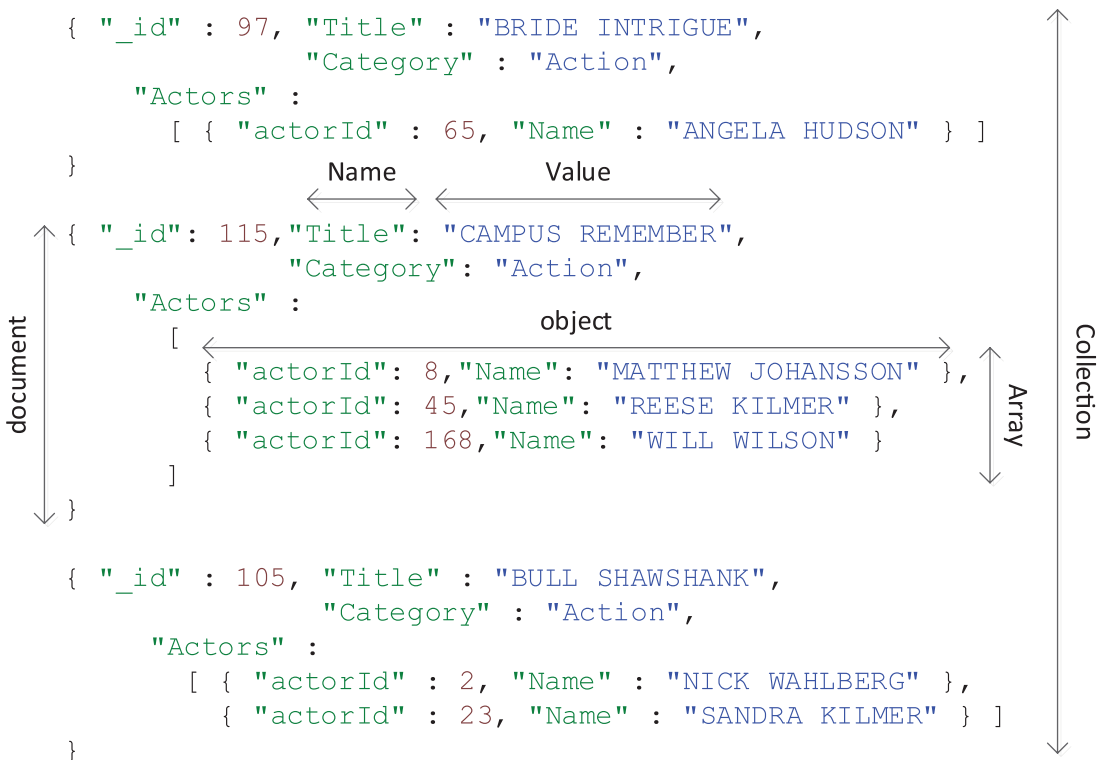 { "_id" : 97, "Title" : "BRIDE INTRIGUE",
"Category" : "Action",
"Actors" :
[ { "actorId" : 65, "Name" : "ANGELA HUDSON" } ]
}
Name Value
{ "_id": 115,"Title": "CAMPUS REMEMBER",
"Category": "Action",
"Actors" :
object
[
{ "actorId": 8,"Name": "MATTHEW JOHANSSON" },
{ "actorId": 45,"Name": "REESE KILMER" },
{ "actorId": 168,"Name": "WILL WILSON" }
]
}
document
Array
Collection
{ "_id" : 105, "Title" : "BULL SHAWSHANK",
"Category" : "Action",
"Actors" :
[ { "actorId" : 2, "Name" : "NICK WAHLBERG" },
{ "actorId" : 23, "Name" : "SANDRA KILMER" } ]
}